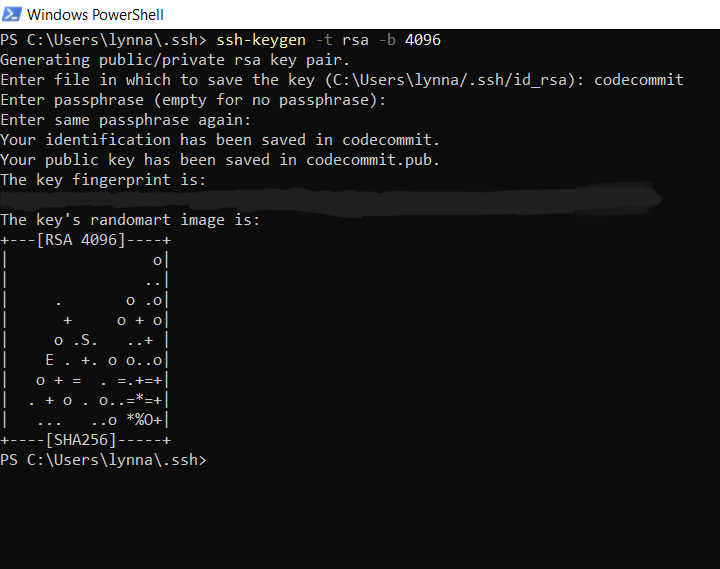 Windows PowerShell
PS C:\Users\lynna\.ssh> ssh-keygen -t rsa -b 4096
Generating public/private rsa key pair.
Enter file in which to save the key (C:\Users\lynna/.ssh/id_rsa): codecommit
Enter passphrase (empty for no passphrase):
Enter same passphrase again:
Your identification has been saved in codecommit.
Your public key has been saved in codecommit.pub.
The key fingerprint is:
The key's randomart image is:
+---[RSA 4096]----+
|                o|
|               ..|
|     .       o .o|
|      +     o + o|
|     o .S.   ..+ |
|    E . +. o o..o|
|   o + =  . =.+=+|
|  . + o . o..=*=+|
|   ...   ..o *%O+|
+----[SHA256]-----+
PS C:\Users\lynna\.ssh>